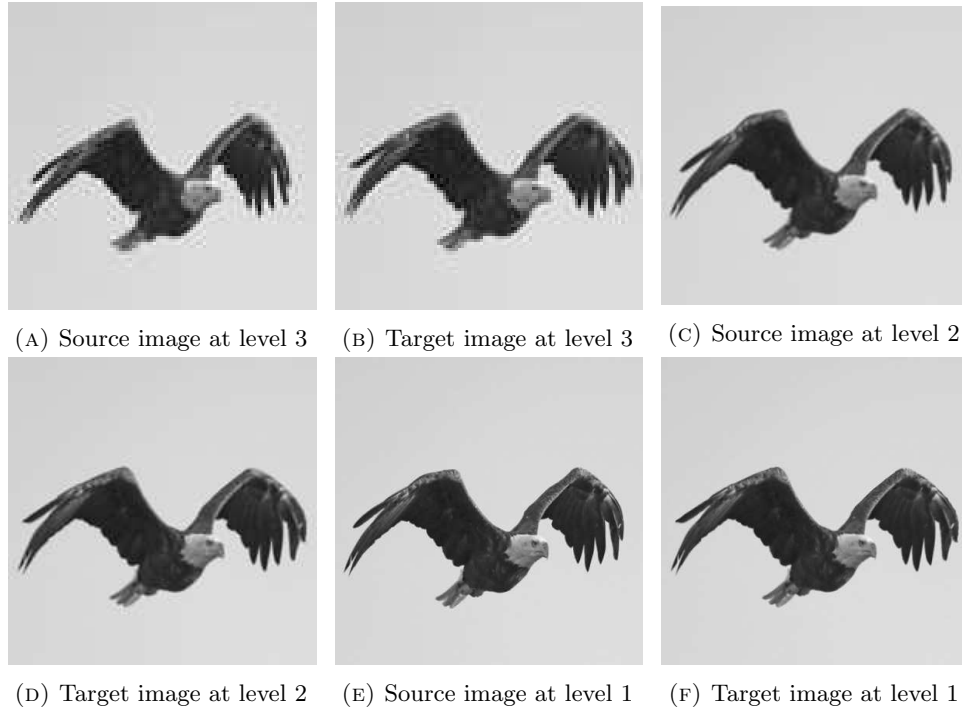 (A) Source image at level 3
(B) Target image at level 3
(C) Source image at level 2
(D) Target image at level 2
(E) Source image at level 1
(F) Target image at level 1